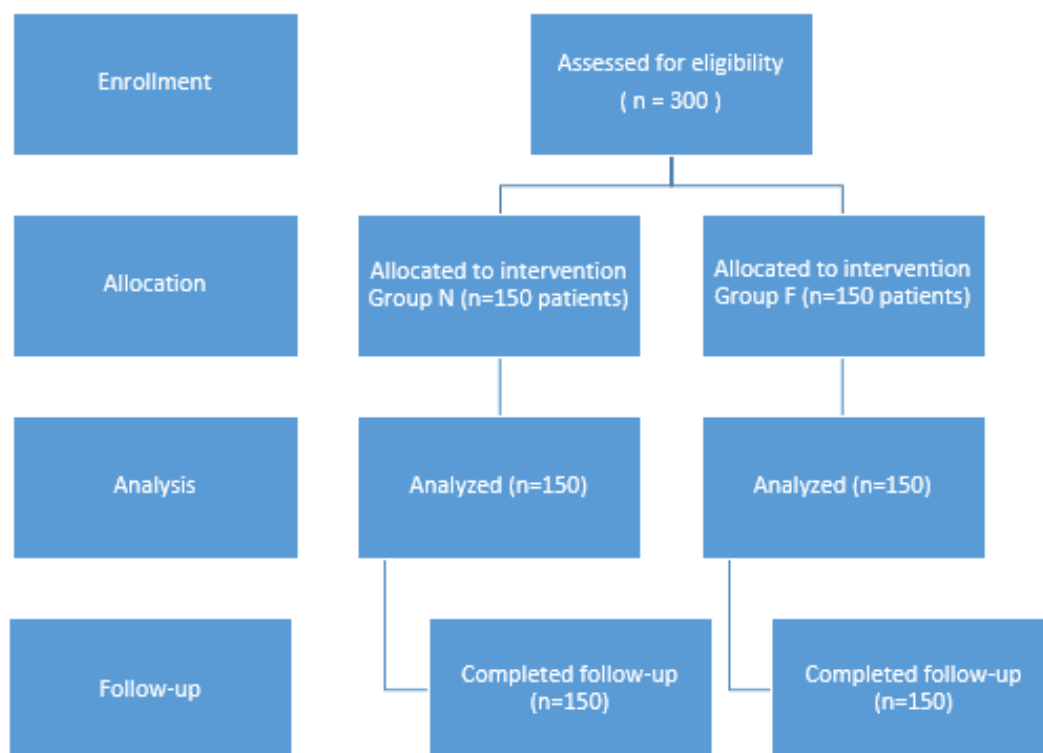 Enrollment
Assessed for eligibility
( n = 300 )
Allocation
Allocated to intervention
Group N (n=150 patients)
Allocated to intervention
Group F (n=150 patients)
Analysis
Analyzed (n=150)
Analyzed (n=150)
Follow-up
Completed follow-up
(n=150)
Completed follow-up
(n=150)